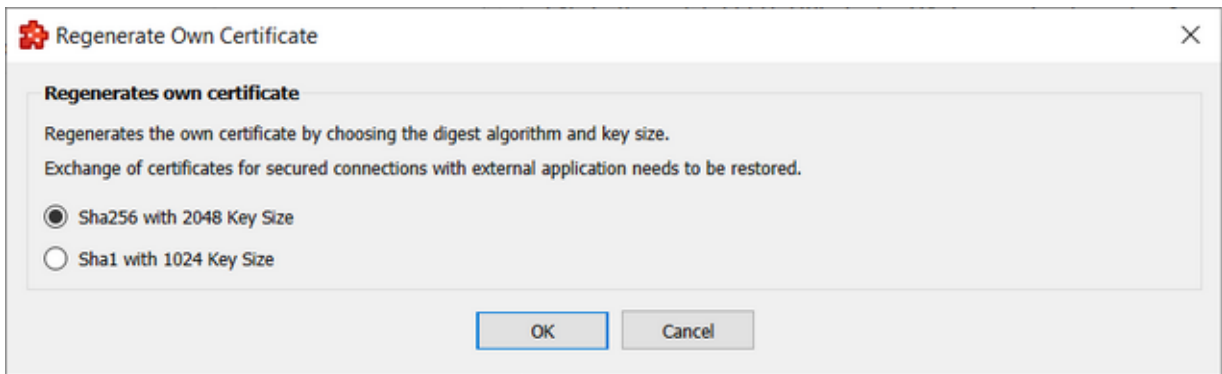 Regenerate Own Certificate
Regenerates own certificate
Regenerates the own certificate by choosing the digest algorithm and key size.
Exchange of certificates for secured connections with external application needs to be restored.
Sha256 with 2048 Key Size
Sha1 with 1024 Key Size
OK Cancel